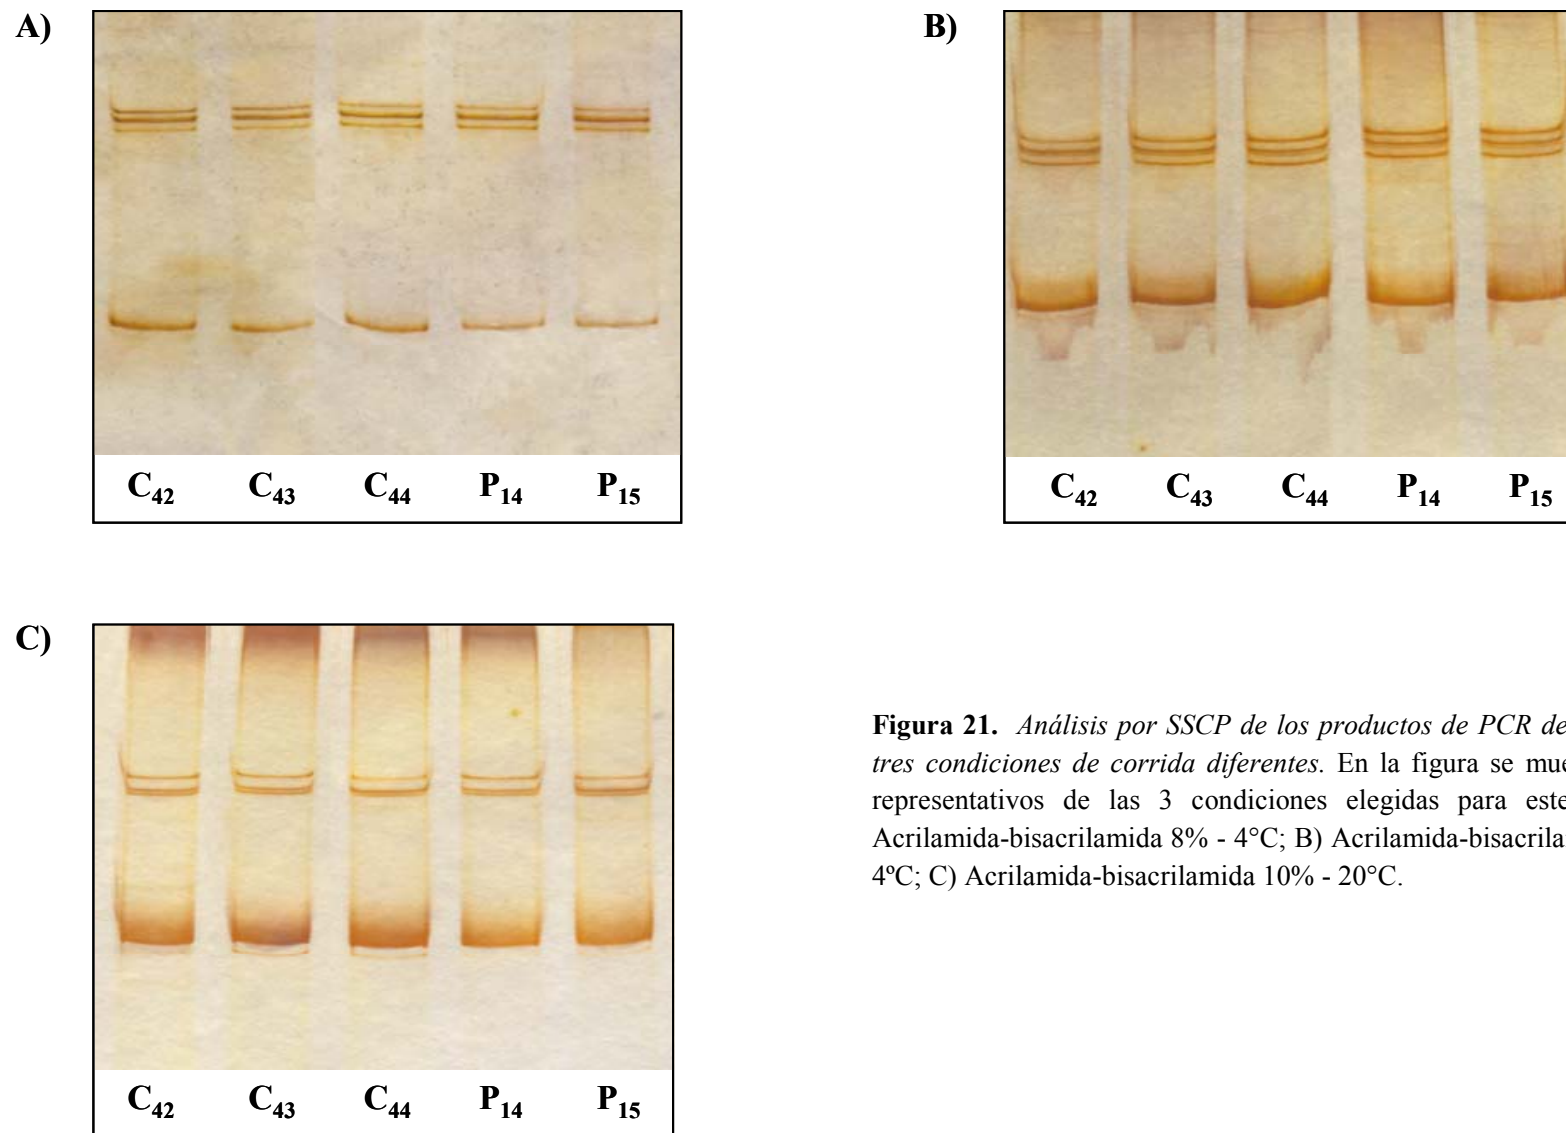 A)
C42 C43 C44 P14 P15
B)
C42 C43 C44 P14 P15
C)
C42 C43 C44 P14 P15
Figura 21. Análisis por SSCP de los productos de PCR de
tres condiciones de corrida diferentes. En la figura se mue
representativos de las 3 condiciones elegidas para este
Acrilamida-bisacrilamida 8% - 4°C; B) Acrilamida-bisacrila
4ºC; C) Acrilamida-bisacrilamida 10% - 20°C.